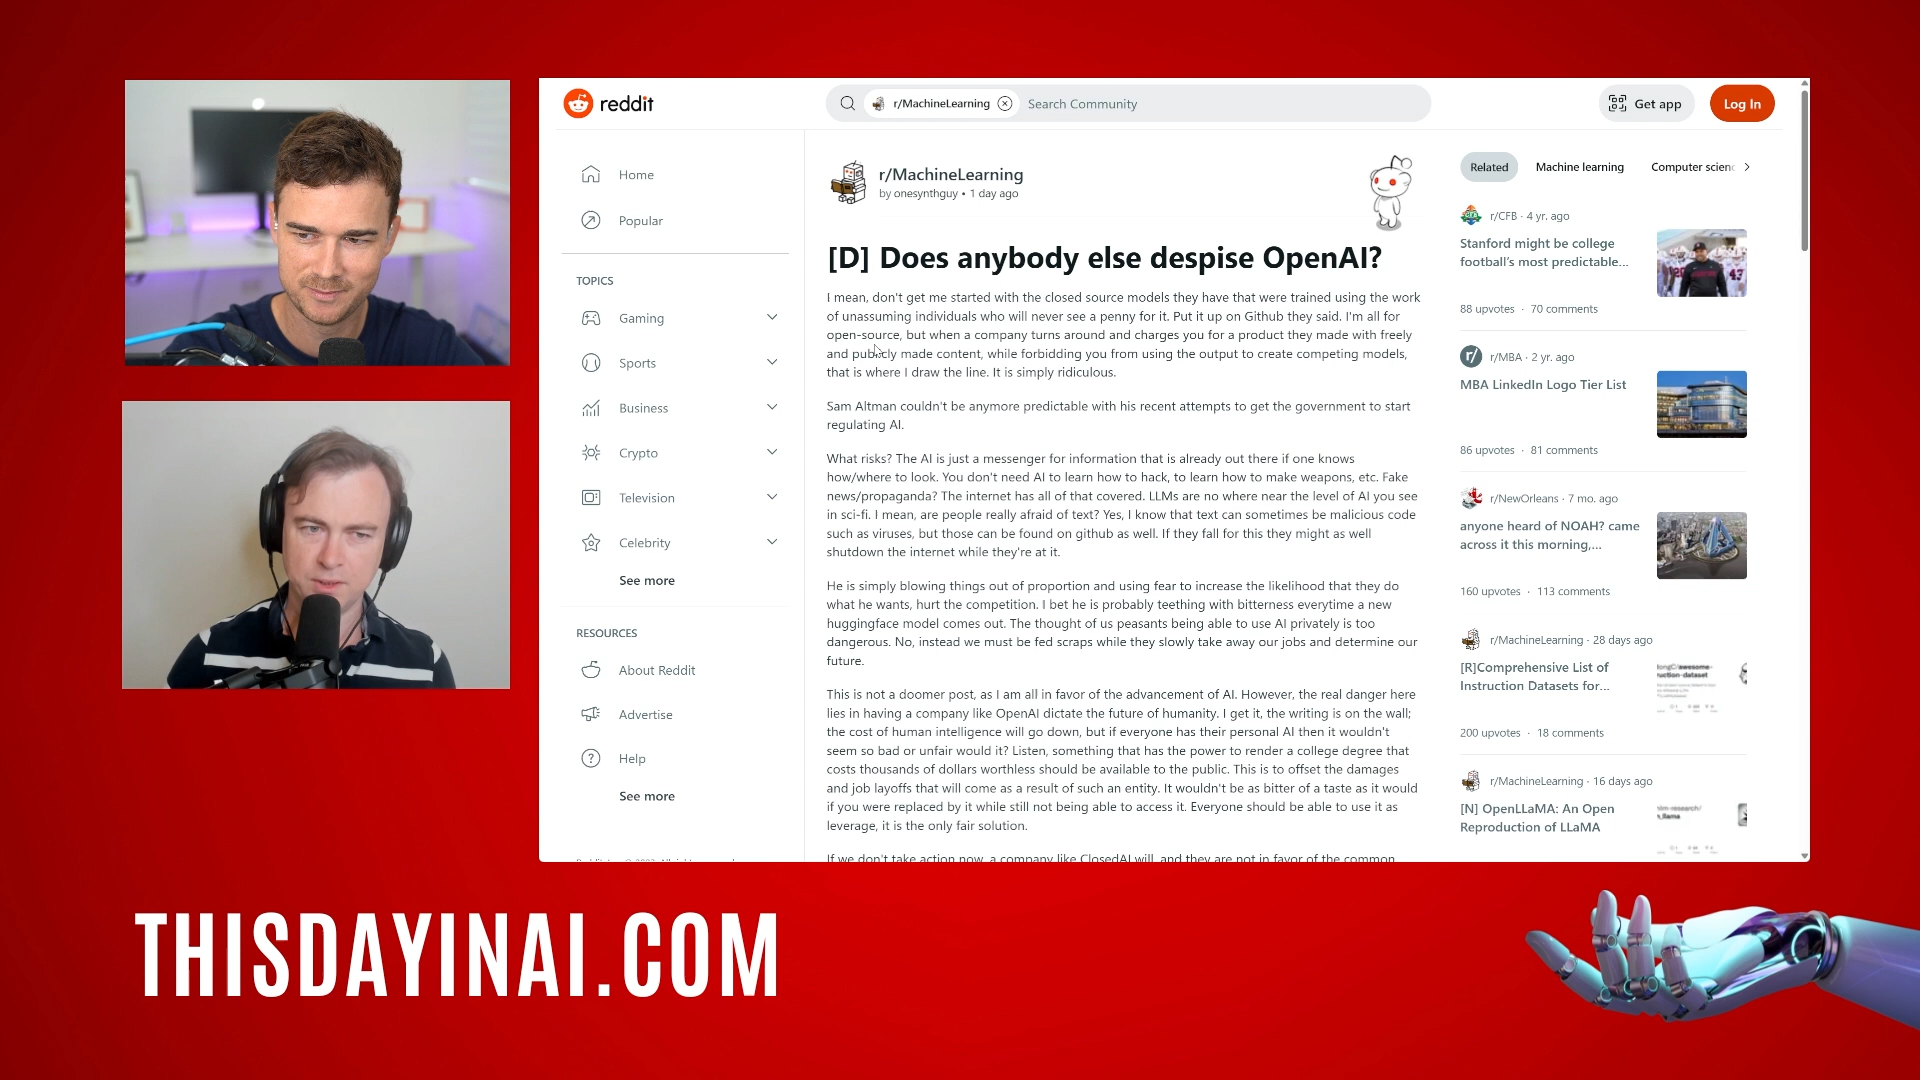 reddit
r/MachineLearning
Search Community
Get app
Log In
Home
Popular
TOPICS
Gaming
Sports
Business
Crypto
Television
Celebrity
See more
RESOURCES
About Reddit
Advertise
Help
See more
r/MachineLearning
by onesynthguy • 1 day ago
[D] Does anybody else despise OpenAI?
I mean, don't get me started with the closed source models they have that were trained using the work
of unassuming individuals who will never see a penny for it. Put it up on Github they said. I'm all for
open-source, but when a company turns around and charges you for a product they made with freely
and publicly made content, while forbidding you from using the output to create competing models,
that is where I draw the line. It is simply ridiculous.
Sam Altman couldn't be anymore predictable with his recent attempts to get the government to start
regulating AI.
What risks? The AI is just a messenger for information that is already out there if one knows
how/where to look. You don't need AI to learn how to hack, to learn how to make weapons, etc. Fake
news/propaganda? The internet has all of that covered. LLMs are no where near the level of AI you see
in sci-fi. I mean, are people really afraid of text? Yes, I know that text can sometimes be malicious code
such as viruses, but those can be found on github as well. If they fall for this they might as well
shutdown the internet while they're at it.
He is simply blowing things out of proportion and using fear to increase the likelihood that they do
what he wants, hurt the competition. I bet he is probably teething with bitterness everytime a new
huggingface model comes out. The thought of us peasants being able to use AI privately is too
dangerous. No, instead we must be fed scraps while they slowly take away our jobs and determine our
future.
This is not a doomer post, as I am all in favor of the advancement of AI. However, the real danger here
lies in having a company like OpenAI dictate the future of humanity. I get it, the writing is on the wall;
the cost of human intelligence will go down, but if everyone has their personal AI then it wouldn't
seem so bad or unfair would it? Listen, something that has the power to render a college degree that
costs thousands of dollars worthless should be available to the public. This is to offset the damages
and job layoffs that will come as a result of such an entity. It wouldn't be as bitter of a taste as it would
if you were replaced by it while still not being able to access it. Everyone should be able to use it as
leverage, it is the only fair solution.
If we don't take action now, a company like ClosedAI will, and they are not in favor of the common
Related
Machine learning
Computer scienc
r/CFB · 4 yr. ago
Stanford might be college
football's most predictable...
88 upvotes · 70 comments
r/MBA · 2 yr. ago
MBA LinkedIn Logo Tier List
86 upvotes · 81 comments
r/NewOrleans · 7 mo. ago
anyone heard of NOAH? came
across it this morning,...
160 upvotes · 113 comments
r/MachineLearning · 28 days ago
[R]Comprehensive List of
Instruction Datasets for...
200 upvotes · 18 comments
r/MachineLearning · 16 days ago
[N] OpenLLaMA: An Open
Reproduction of LLaMA
THISDAYINAI.COM